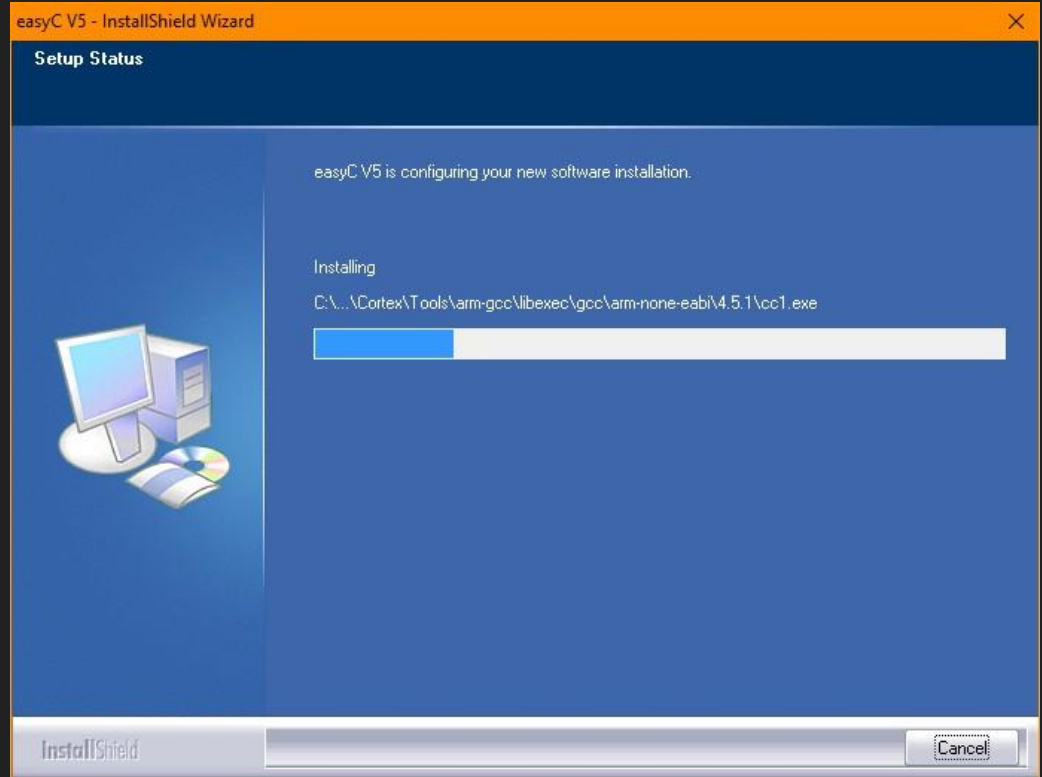 easyC V5 - InstallShield Wizard
Setup Status
easyC V5 is configuring your new software installation.
Installing
C:\...\Cortex\Tools\arm-gcc\libexec\gcc\arm-none-eabi\4.5.1\cc1.exe
InstallShield
Cancel